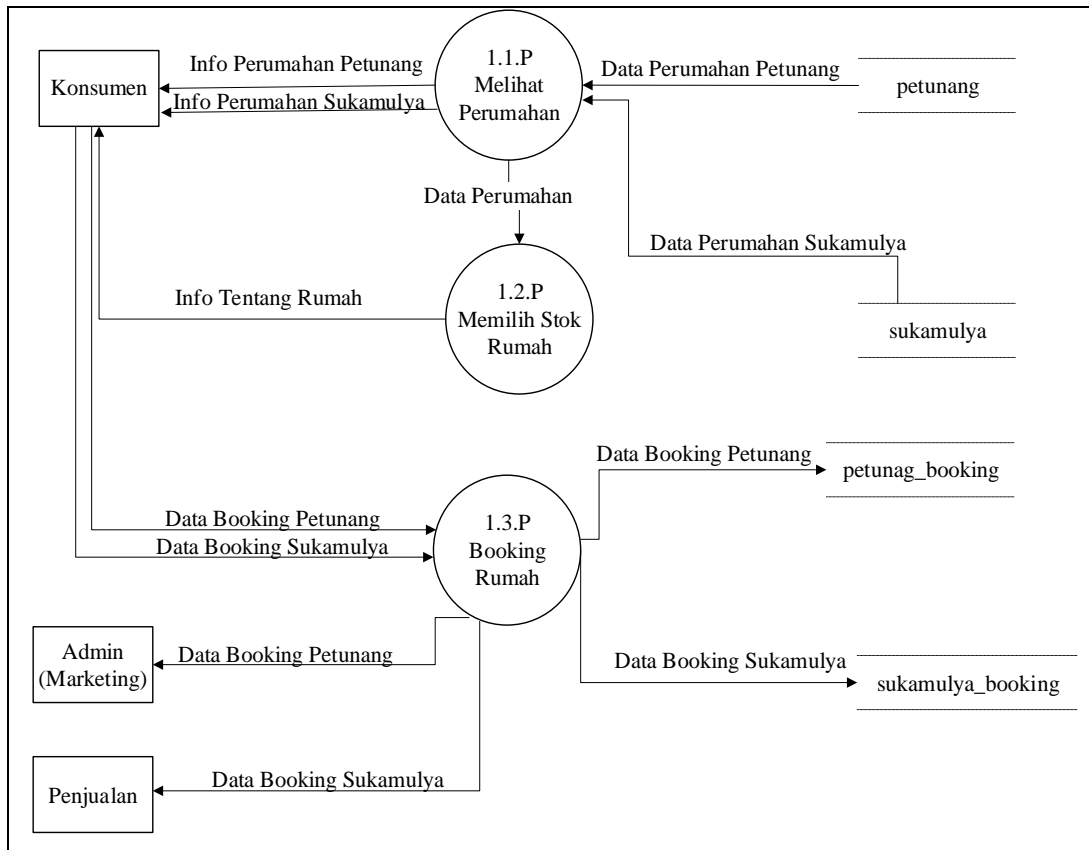 Konsumen
Info Perumahan Petunang
Info Perumahan Sukamulya
1.1.P
Melihat
Perumahan
Data Perumahan Petunang
petunang
Data Perumahan
Data Perumahan Sukamulya
sukamulya
Info Tentang Rumah
1.2.P
Memilih Stok
Rumah
Data Booking Petunang
petunag_booking
Data Booking Petunang
Data Booking Sukamulya
1.3.P
Booking
Rumah
Admin
(Marketing)
Data Booking Petunang
Data Booking Sukamulya
sukamulya_booking
Penjualan
Data Booking Sukamulya